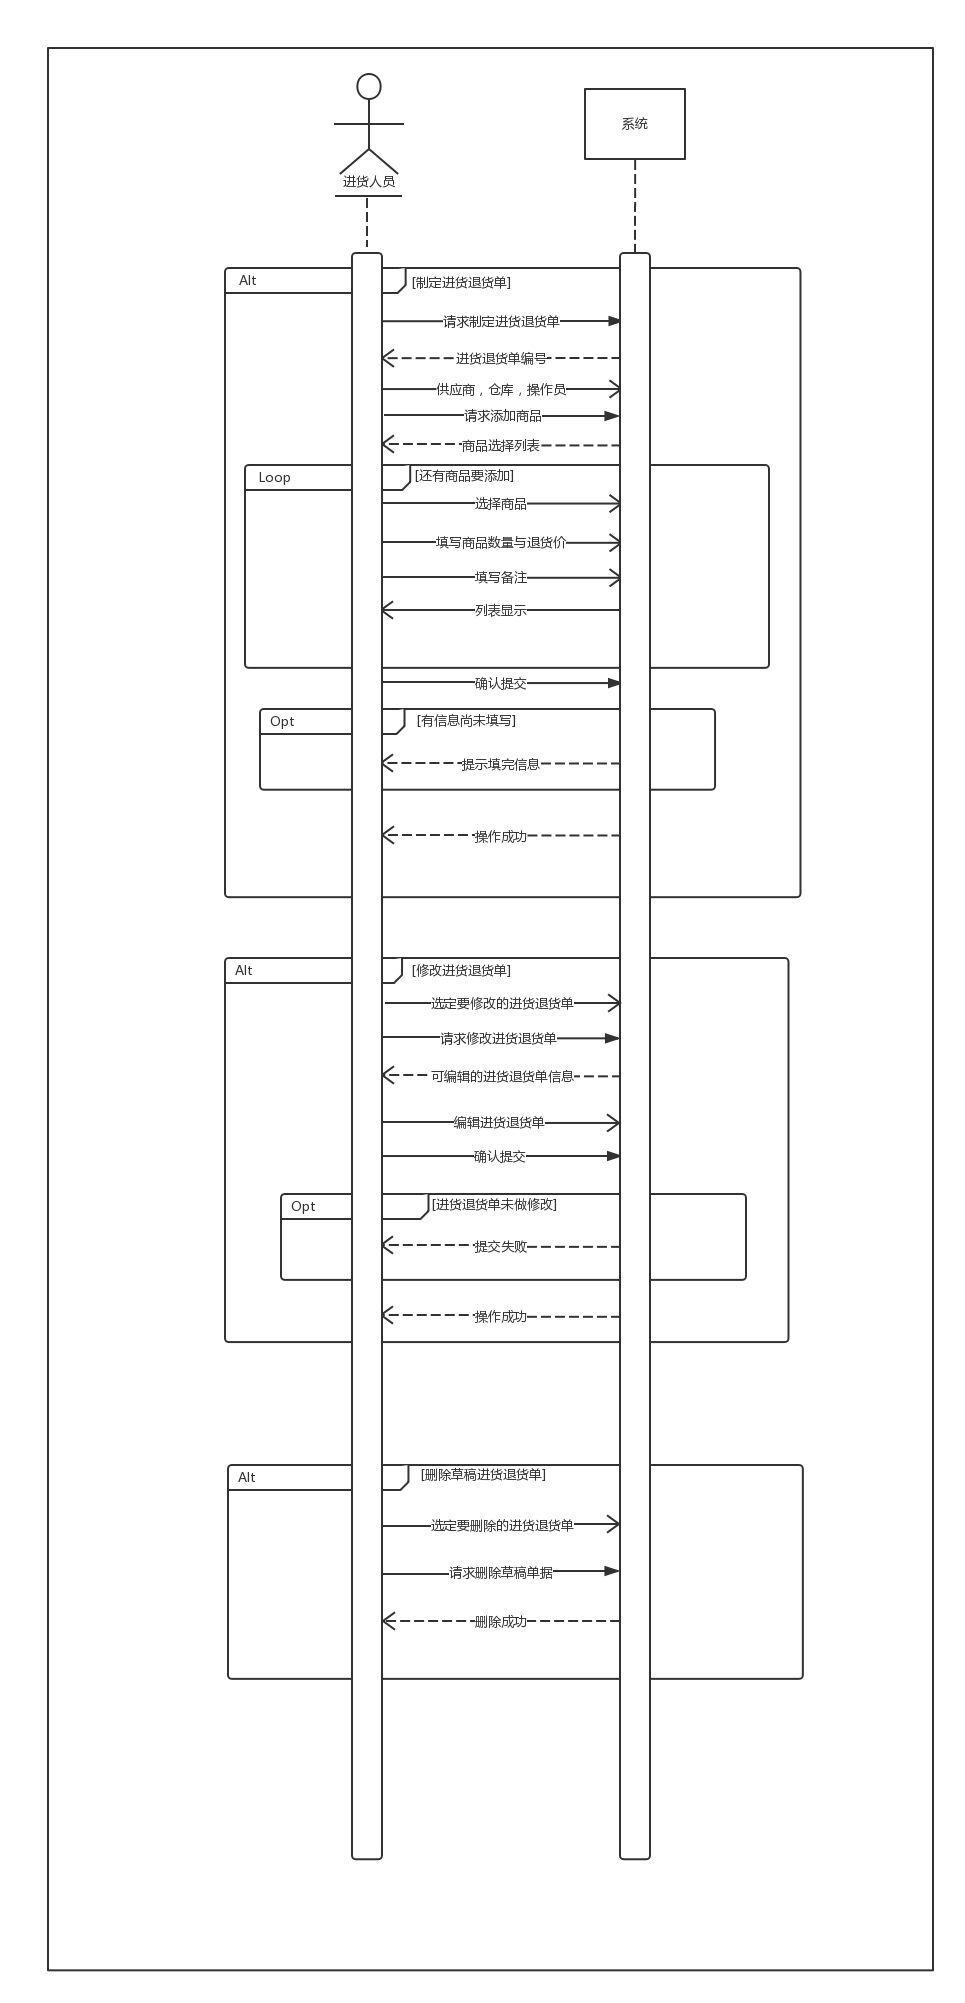 系统
进货人员
Alt
[制定进货退货单]
请求制定进货退货单
进货退货单编号
供应商，仓库，操作员
请求添加商品
商品选择列表
Loop
[还有商品要添加]
选择商品
填写商品数量与退货价
填写备注
列表显示
确认提交
Opt
[有信息尚未填写]
提示填完信息
操作成功
Alt
[修改进货退货单]
选定要修改的进货退货单
请求修改进货退货单
可编辑的进货退货单信息
编辑进货退货单
确认提交
Opt
[进货退货单未做修改]
提交失败
操作成功
Alt
[删除草稿进货退货单]
选定要删除的进货退货单
请求删除草稿单据
删除成功